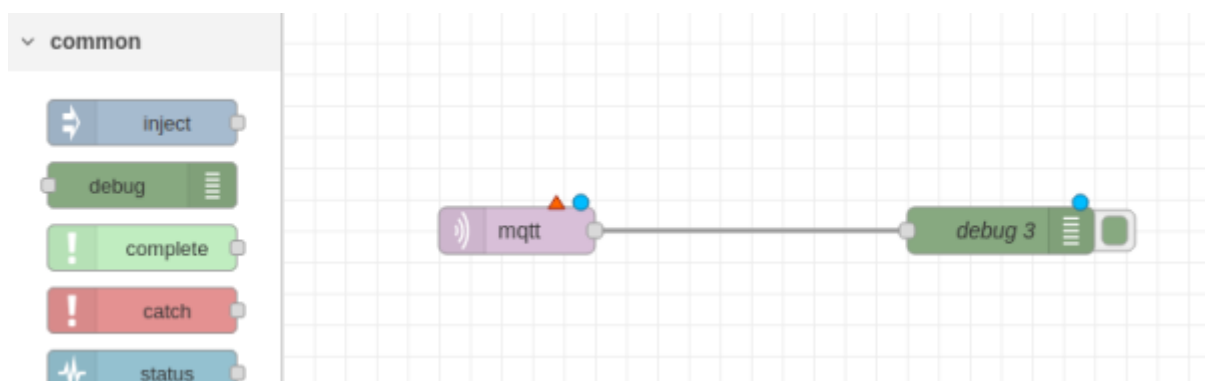 common
inject
debug
complete
catch
status
mqtt
debug 3